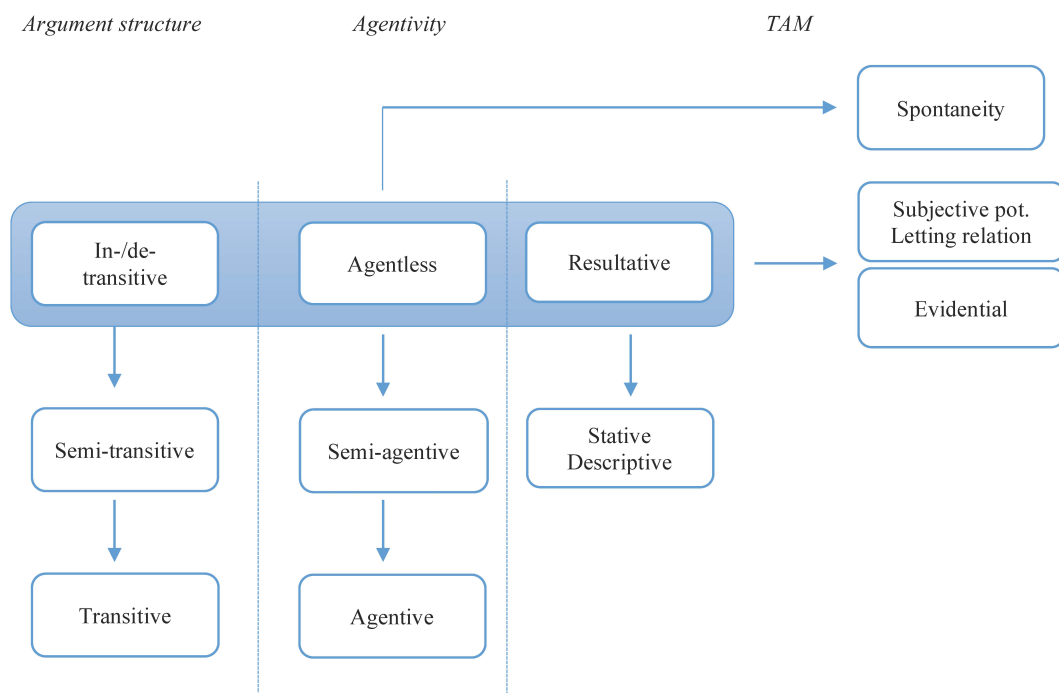 Argument structure
Agentivity
TAM
Spontaneity
Subjective pot.
Letting relation
In-/de-
transitive
Agentless
Resultative
Evidential
Semi-transitive
Semi-agentive
Stative
Descriptive
Transitive
Agentive